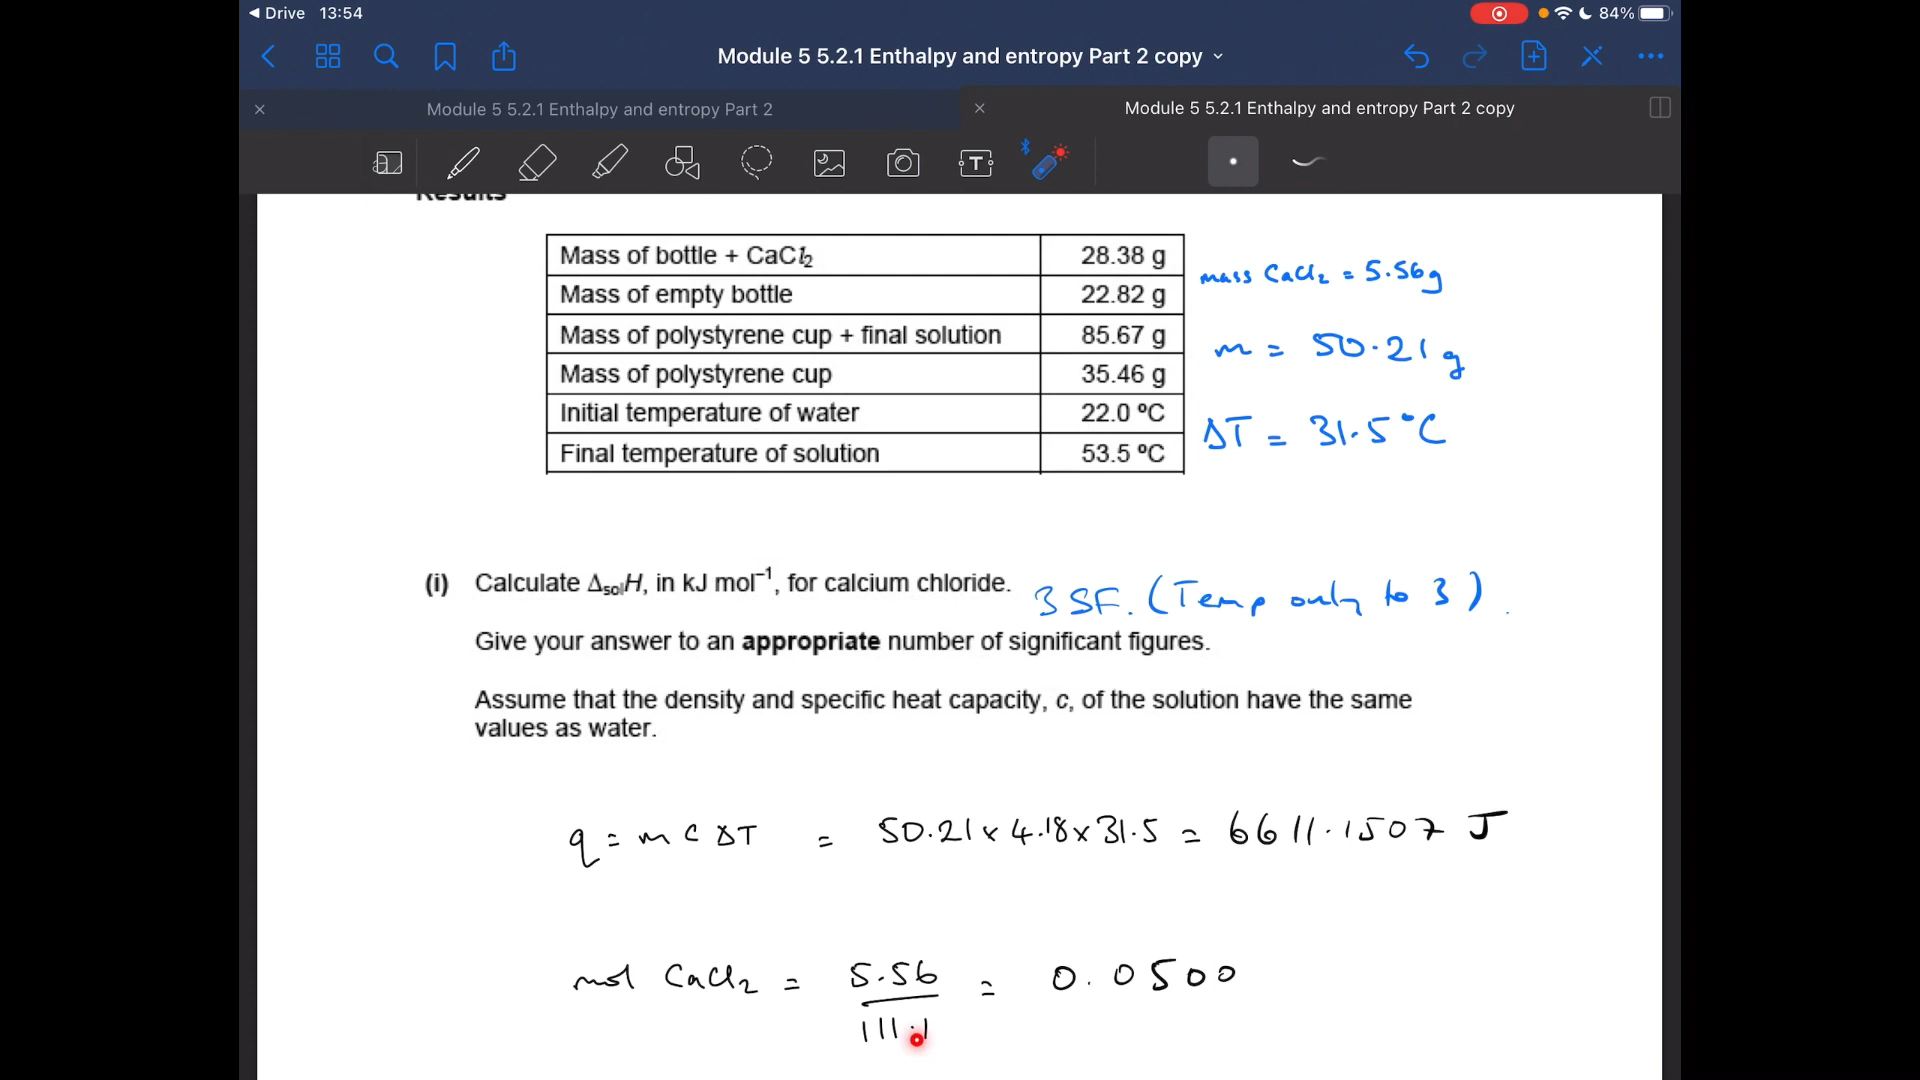 Drive 13:54
84%
Module 5 5.2.1 Enthalpy and entropy Part 2 copy
Module 5 5.2.1 Enthalpy and entropy Part 2
Module 5 5.2.1 Enthalpy and entropy Part 2 copy
T
Results
Mass of bottle + CaCl₂ 28.38 g
mass CaCl₂ = 5.56g
Mass of empty bottle 22.82 g
Mass of polystyrene cup + final solution 85.67 g
m = 50.21 g
Mass of polystyrene cup 35.46 g
Initial temperature of water 22.0 ºC
ΔT = 31.5°C
Final temperature of solution 53.5 ºC
(i) Calculate ΔsolH, in kJ mol⁻¹, for calcium chloride.
3 SF. (Temp only to 3).
Give your answer to an appropriate number of significant figures.
Assume that the density and specific heat capacity, c, of the solution have the same
values as water.
q = m c ΔT = 50.21 x 4.18 x 31.5 = 6611.1507 J
mol CaCl₂ = 5.56 = 0.0500
111.1